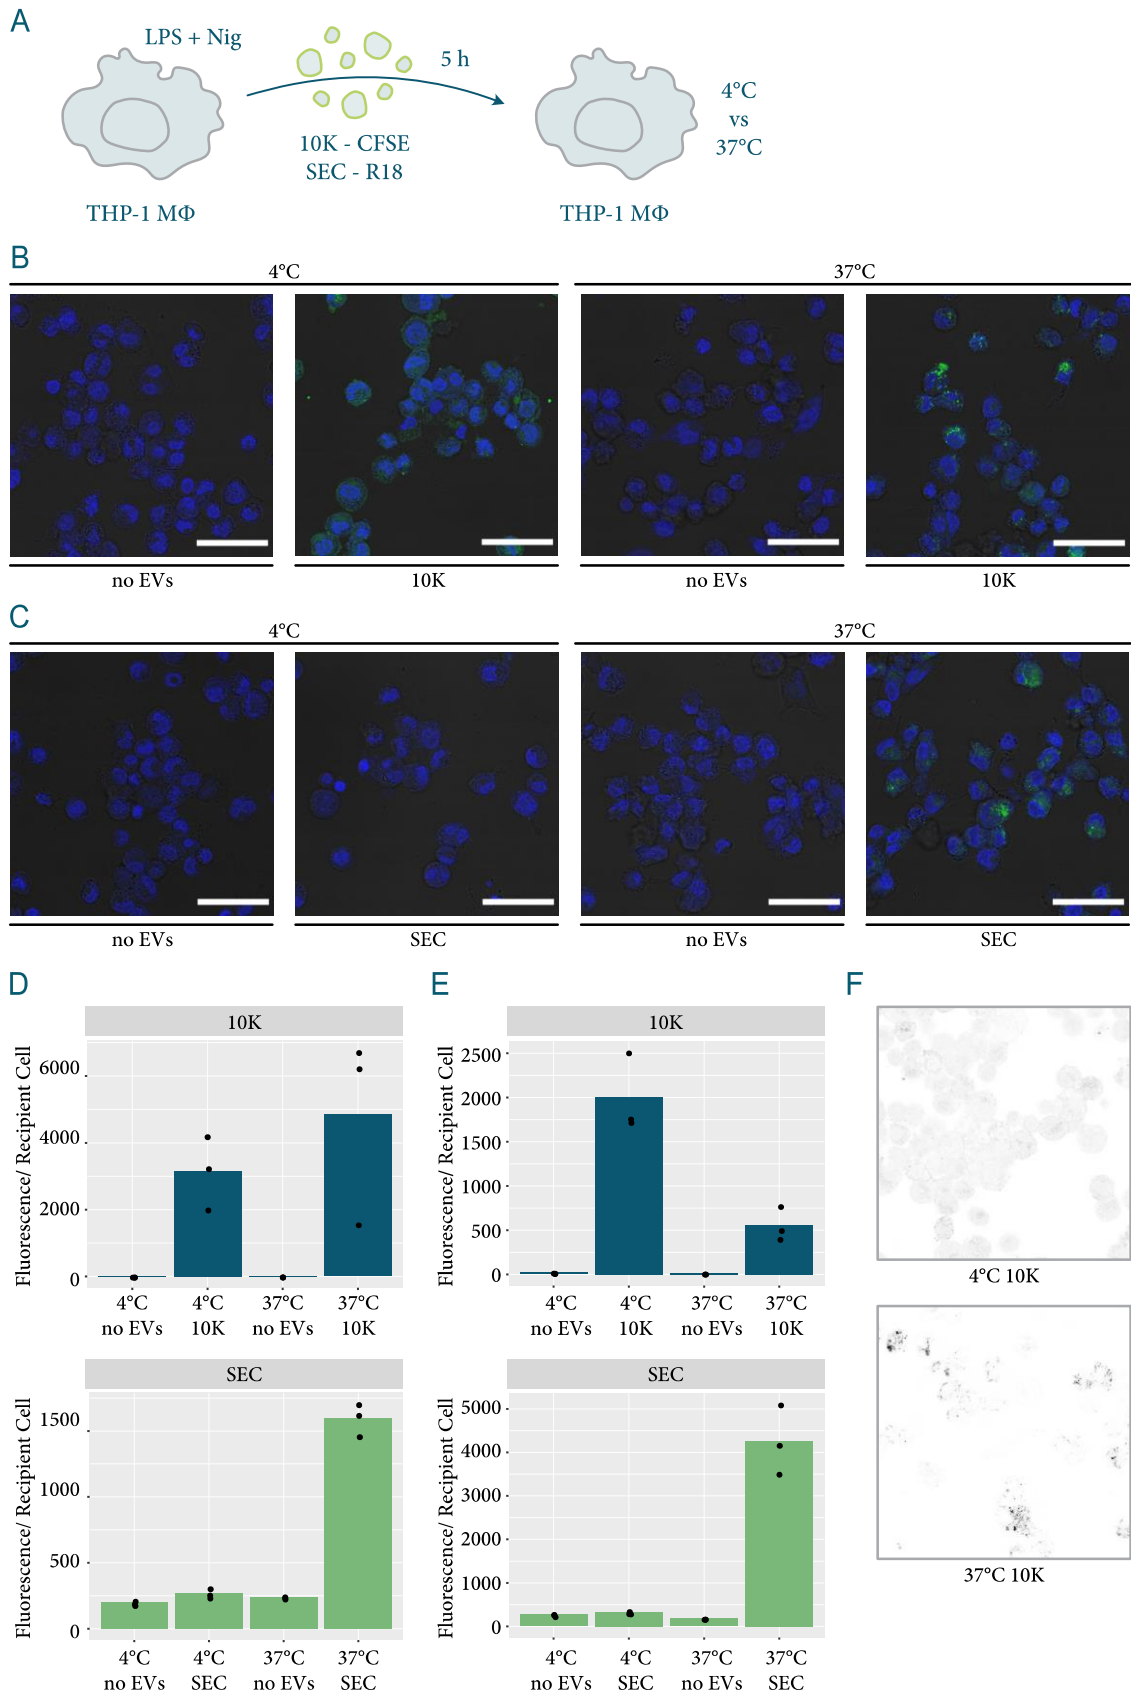 A
LPS + Nig
5 h
10K - CFSE
SEC - R18
4°C
vs
37°C
THP-1 MΦ
THP-1 MΦ
B
4°C
37°C
no EVs
10K
no EVs
10K
C
4°C
37°C
no EVs
SEC
no EVs
SEC
D
10K
Fluorescence/ Recipient Cell
6000
4000
2000
0
4°C
no EVs
4°C
10K
37°C
no EVs
37°C
10K
SEC
Fluorescence/ Recipient Cell
1500
1000
500
0
4°C
no EVs
4°C
SEC
37°C
no EVs
37°C
SEC
E
10K
Fluorescence/ Recipient Cell
2500
2000
1500
1000
500
0
4°C
no EVs
4°C
10K
37°C
no EVs
37°C
10K
SEC
Fluorescence/ Recipient Cell
5000
4000
3000
2000
1000
0
4°C
no EVs
4°C
SEC
37°C
no EVs
37°C
SEC
F
4°C 10K
37°C 10K